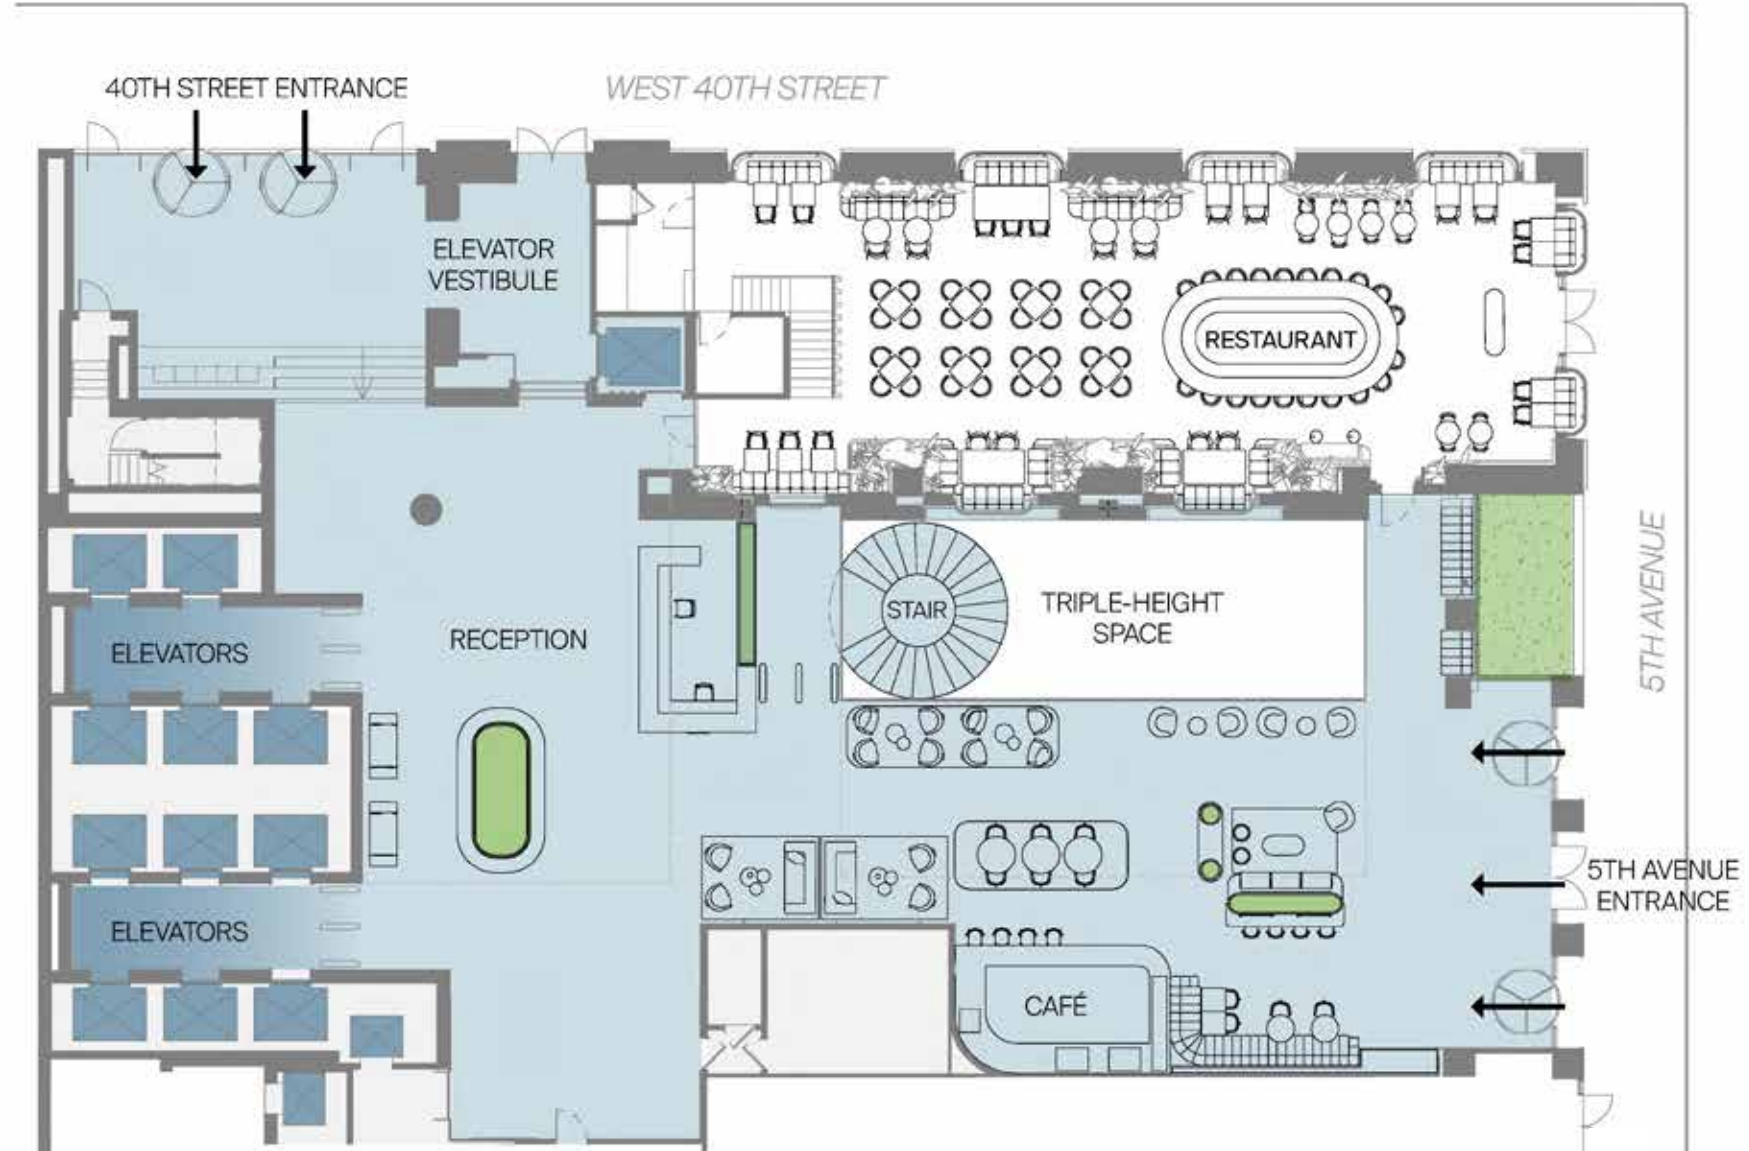 40TH STREET ENTRANCE
WEST 40TH STREET
ELEVATOR
VESTIBULE
RESTAURANT
5TH AVENUE
STAIR
TRIPLE-HEIGHT
SPACE
RECEPTION
ELEVATORS
5TH AVENUE
ENTRANCE
ELEVATORS
CAFÉ